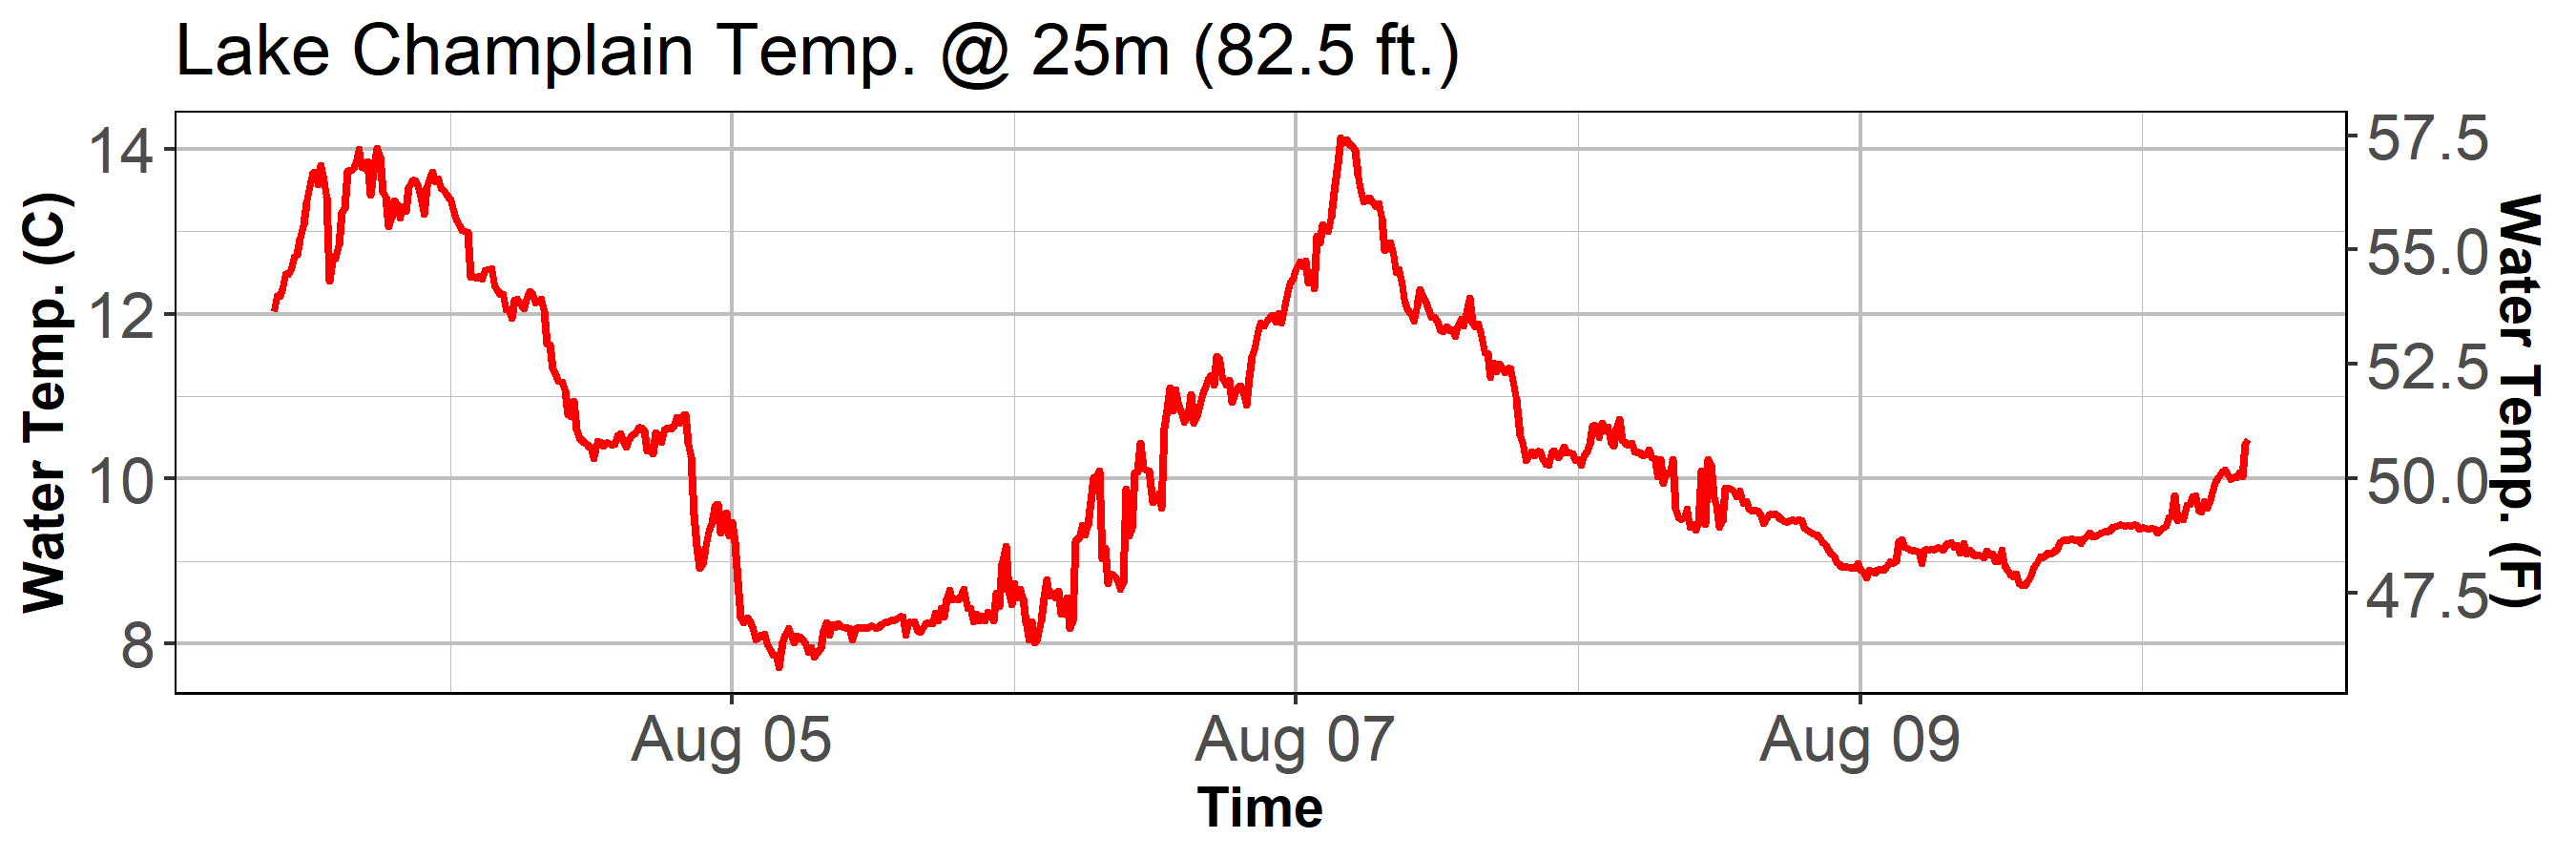 Lake Champlain Temp. @ 25m (82.5 ft.)
Water Temp. (C)
14
12
10
8
57.5
55.0
52.5
50.0
47.5
Water Temp. (F)
Aug 05 Aug 07 Aug 09
Time